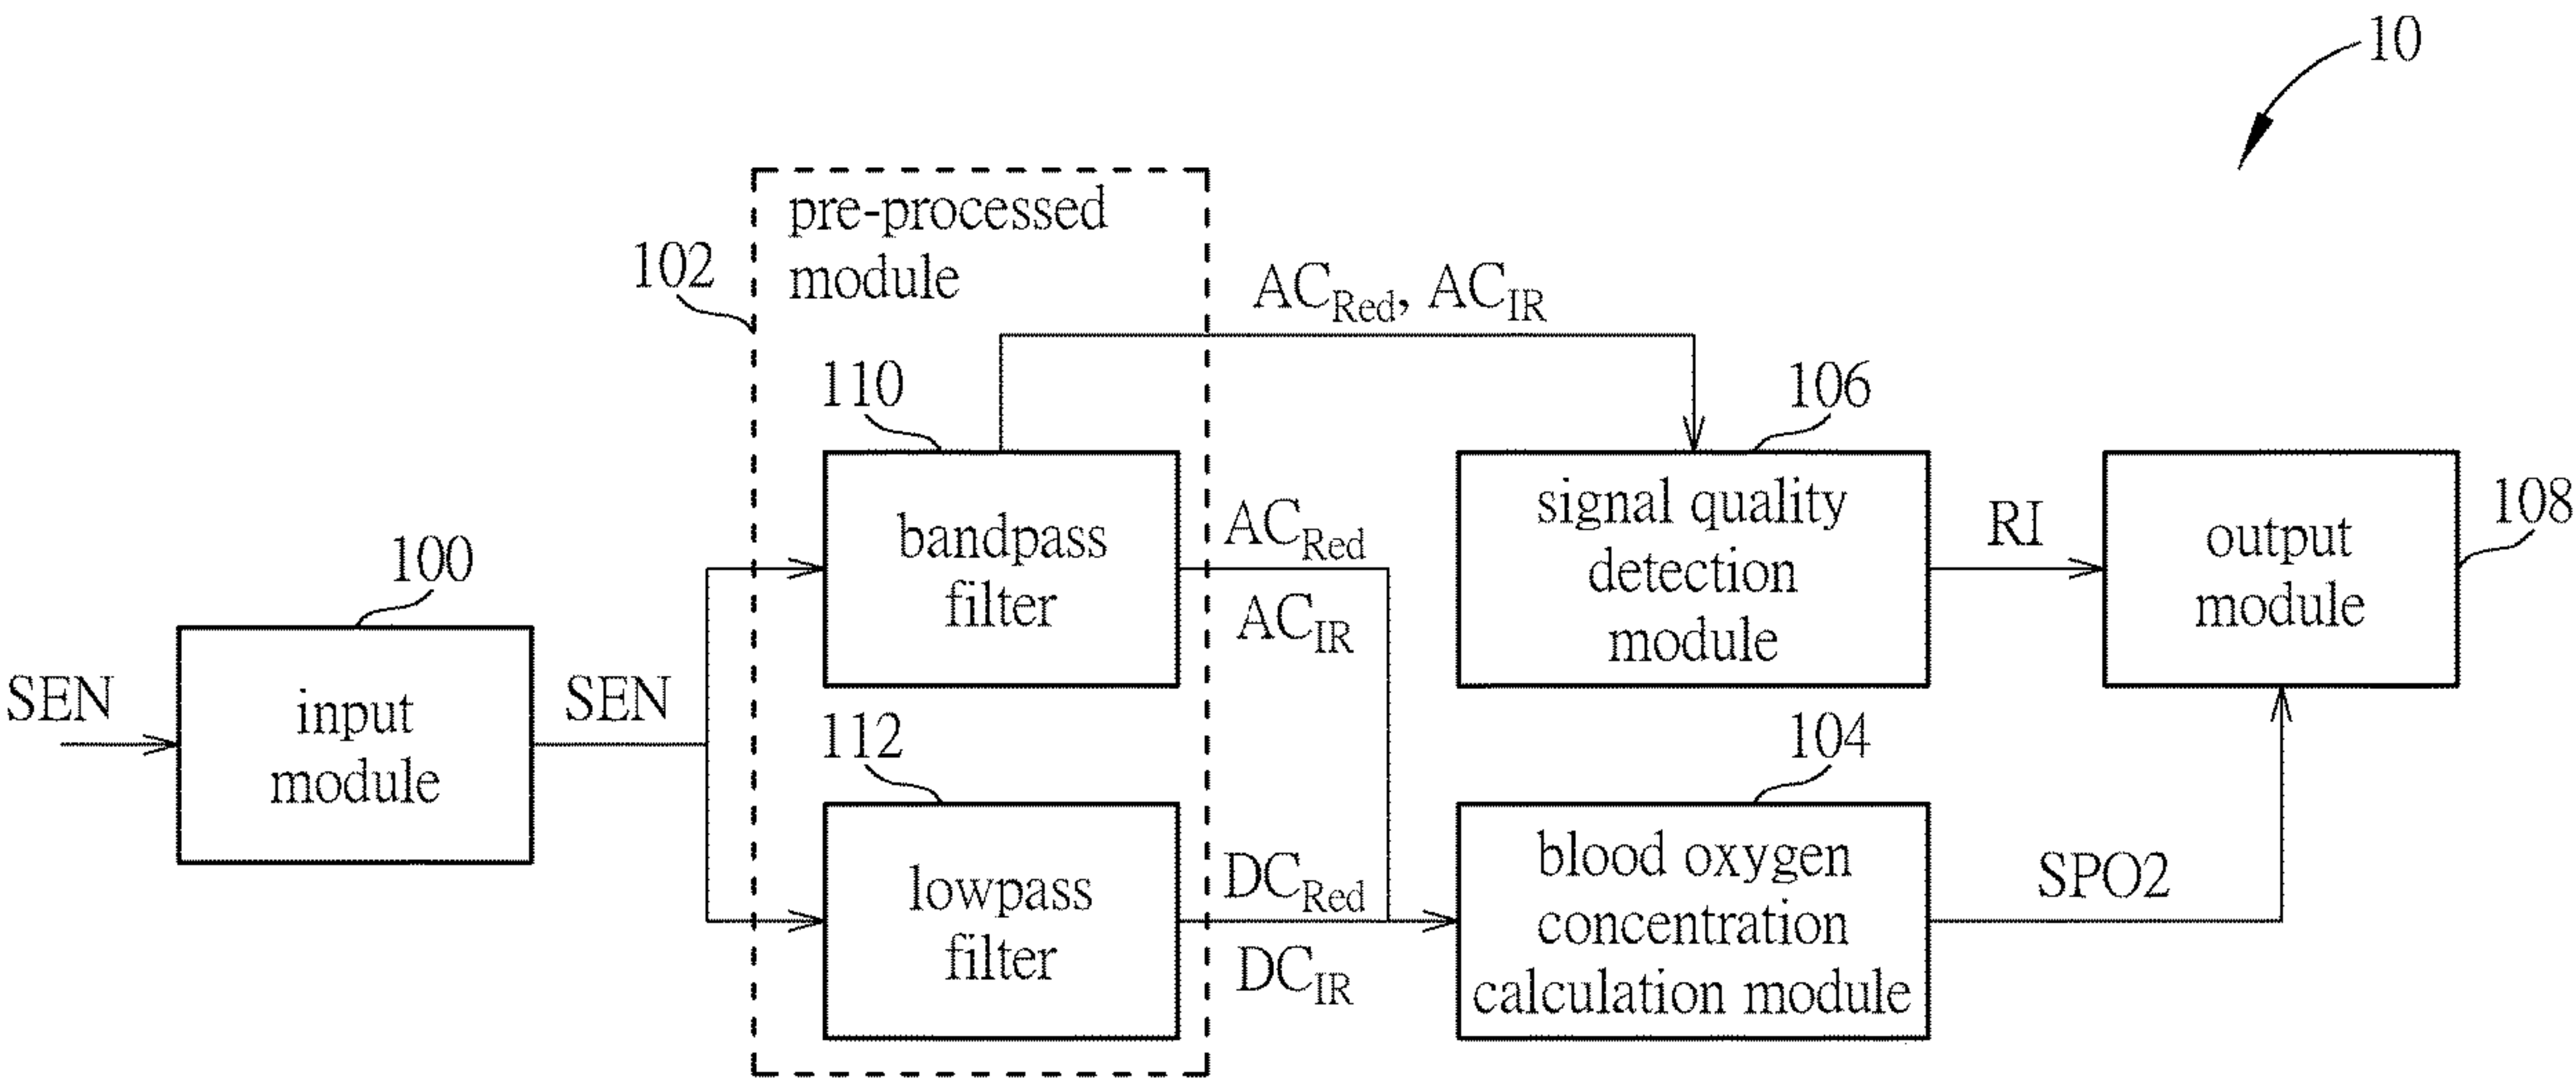 10
pre-processed
module
102
AC_Red, AC_IR
110
106
bandpass
filter
AC_Red
AC_IR
signal quality
detection
module
RI
output
module
108
100
SEN
input
module
SEN
112
104
lowpass
filter
DC_Red
DC_IR
blood oxygen
concentration
calculation module
SPO2